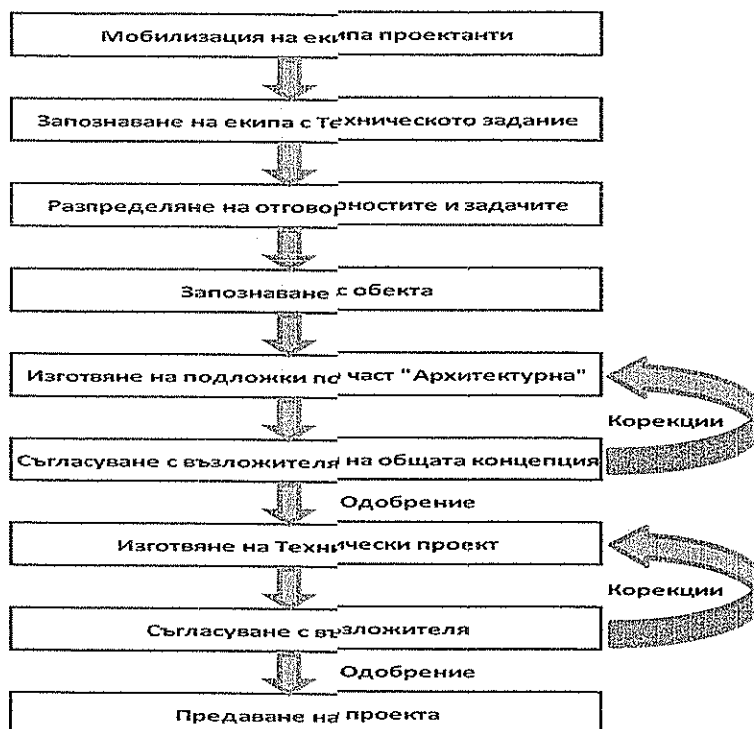 Мобилизация на екипа проектанти
Запознаване на екипа с Техническото задание
Разпределяне на отговорностите и задачите
Запознаване с обекта
Изготвяне на подложки по част "Архитектурна"
Корекции
Съгласуване с възложителя на общата концепция
Одобрение
Изготвяне на Технически проект
Корекции
Съгласуване с възложителя
Одобрение
Предаване на проекта